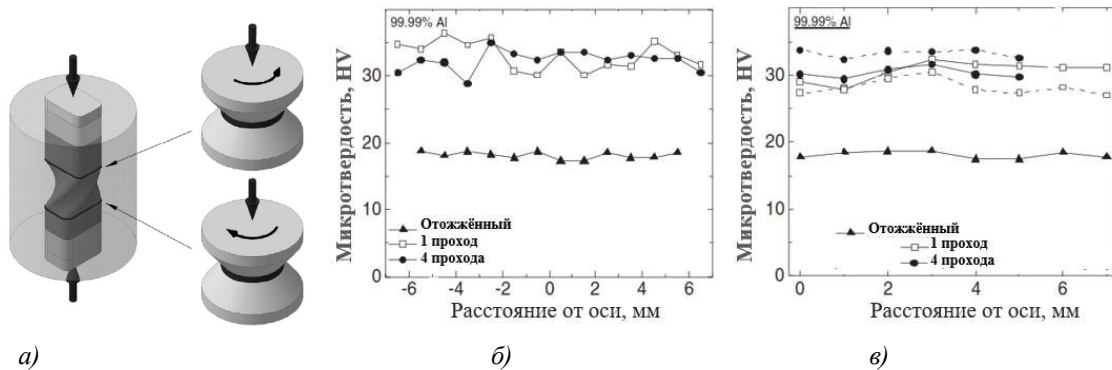 99.99% Al
Микротвердость, HV
30
20
10
0
Отожжённый
1 проход
4 прохода
-6 -4 -2 0 2 4 6
Расстояние от оси, мм
99.99% Al
Микротвердость, HV
30
20
10
0
Отожжённый
1 проход
4 прохода
0 2 4 6
Расстояние от оси, мм
а) б) в)